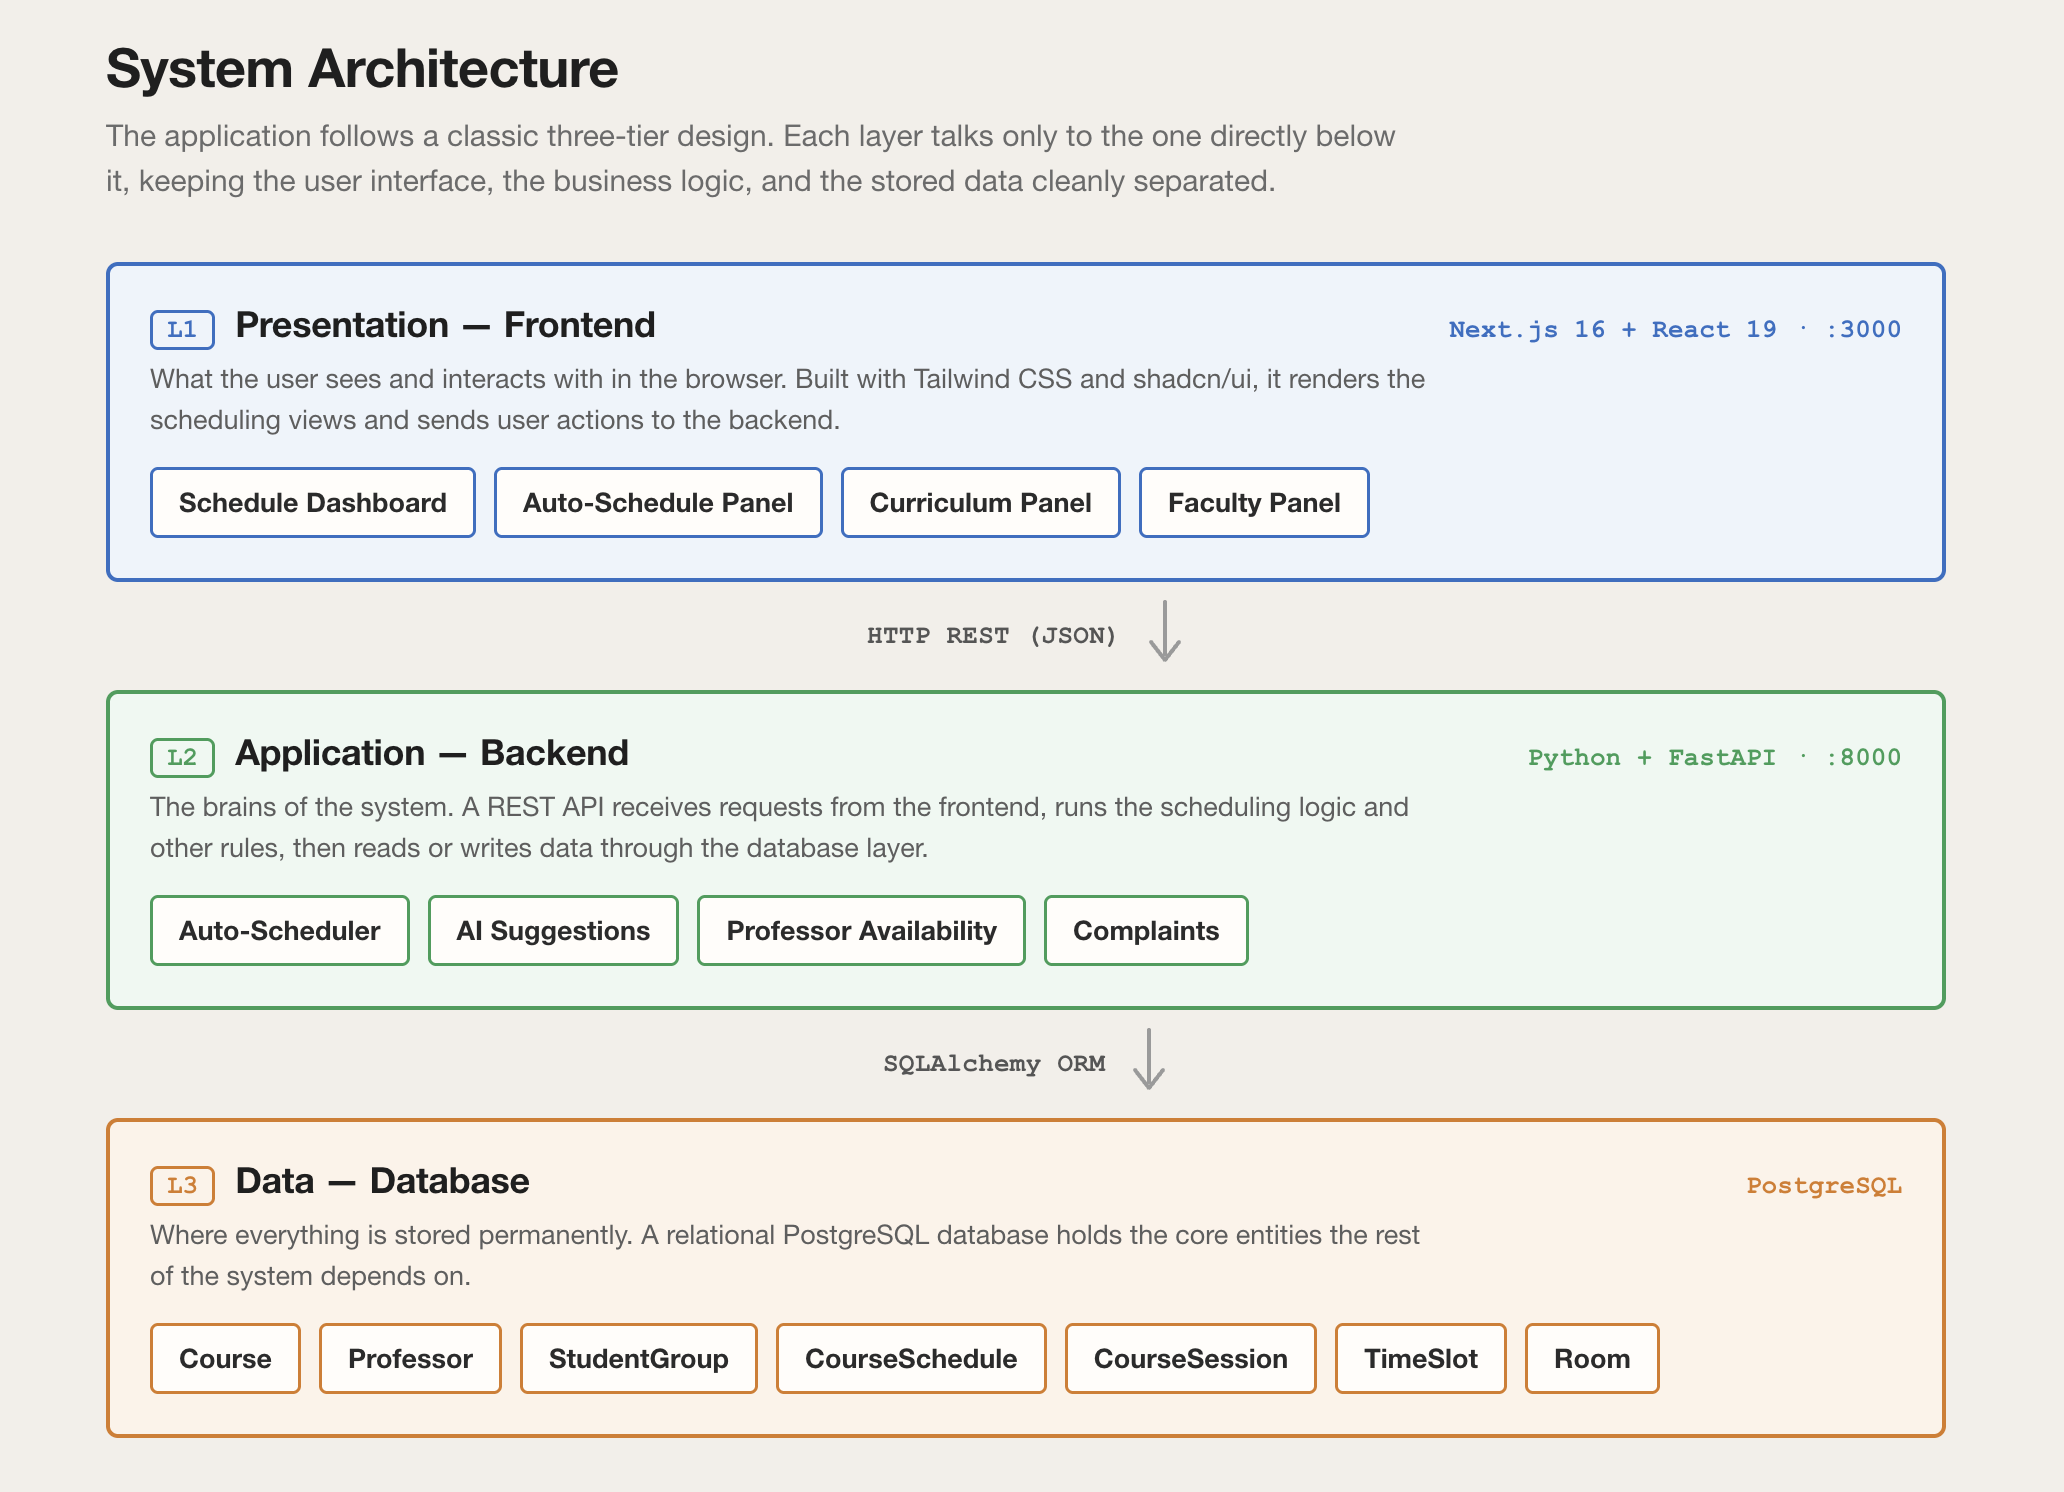 System Architecture
The application follows a classic three-tier design. Each layer talks only to the one directly below
it, keeping the user interface, the business logic, and the stored data cleanly separated.
L1 Presentation — Frontend Next.js 16 + React 19 · :3000
What the user sees and interacts with in the browser. Built with Tailwind CSS and shadcn/ui, it renders the
scheduling views and sends user actions to the backend.
Schedule Dashboard Auto-Schedule Panel Curriculum Panel Faculty Panel
HTTP REST (JSON)
L2 Application — Backend Python + FastAPI · :8000
The brains of the system. A REST API receives requests from the frontend, runs the scheduling logic and
other rules, then reads or writes data through the database layer.
Auto-Scheduler AI Suggestions Professor Availability Complaints
SQLAlchemy ORM
L3 Data — Database PostgreSQL
Where everything is stored permanently. A relational PostgreSQL database holds the core entities the rest
of the system depends on.
Course Professor StudentGroup CourseSchedule CourseSession TimeSlot Room